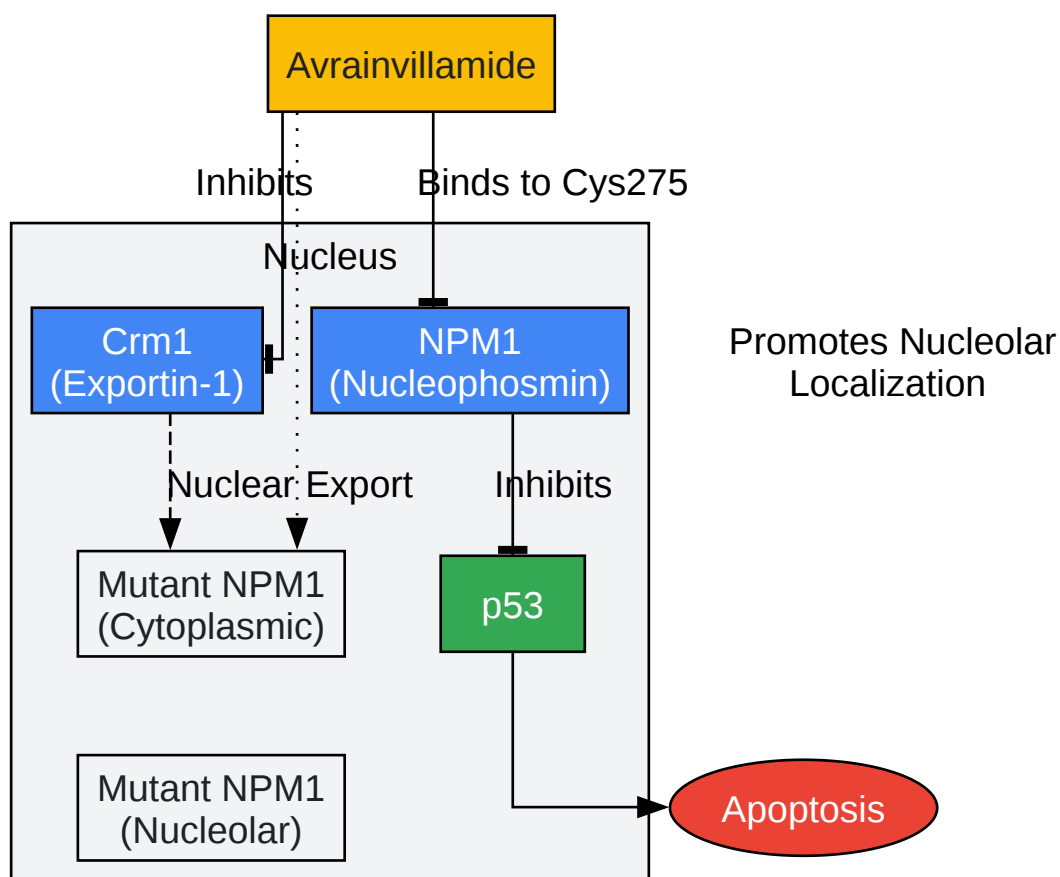 Avrainvillamide
Inhibits
Binds to Cys275
Nucleus
Crm1
(Exportin-1)
NPM1
(Nucleophosmin)
Promotes Nucleolar
Localization
Nuclear Export
Inhibits
Mutant NPM1
(Cytoplasmic)
p53
Mutant NPM1
(Nucleolar)
Apoptosis